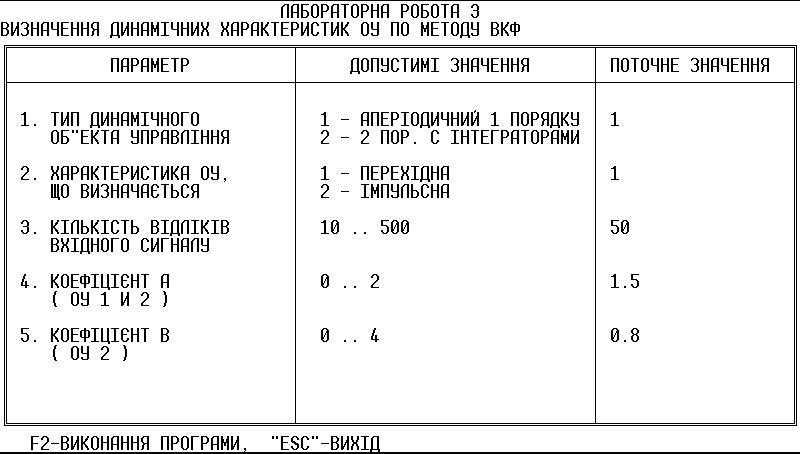 ЛАБОРАТОРНА РОБОТА 3
ВИЗНАЧЕННЯ ДИНАМІЧНИХ ХАРАКТЕРИСТИК ОУ ПО МЕТОДУ ВКФ
ПАРАМЕТР ДОПУСТИМІ ЗНАЧЕННЯ ПОТОЧНЕ ЗНАЧЕННЯ
1. ТИП ДИНАМІЧНОГО 1 – АПЕРІОДИЧНИЙ 1 ПОРЯДКУ 1
ОБ"ЕКТА УПРАВЛІННЯ 2 – 2 ПОР. С ІНТЕГРАТОРАМИ
2. ХАРАКТЕРИСТИКА ОУ, 1 – ПЕРЕХІДНА 1
ЩО ВИЗНАЧАЄТЬСЯ 2 – ІМПУЛЬСНА
3. КІЛЬКІСТЬ ВІДЛІКІВ 10 .. 500 50
ВХІДНОГО СИГНАЛУ
4. КОЕФІЦІЄНТ А 0 .. 2 1.5
( ОУ 1 И 2 )
5. КОЕФІЦІЄНТ В 0 .. 4 0.8
( ОУ 2 )
F2–ВИКОНАННЯ ПРОГРАМИ, "ESC"–ВИХІД